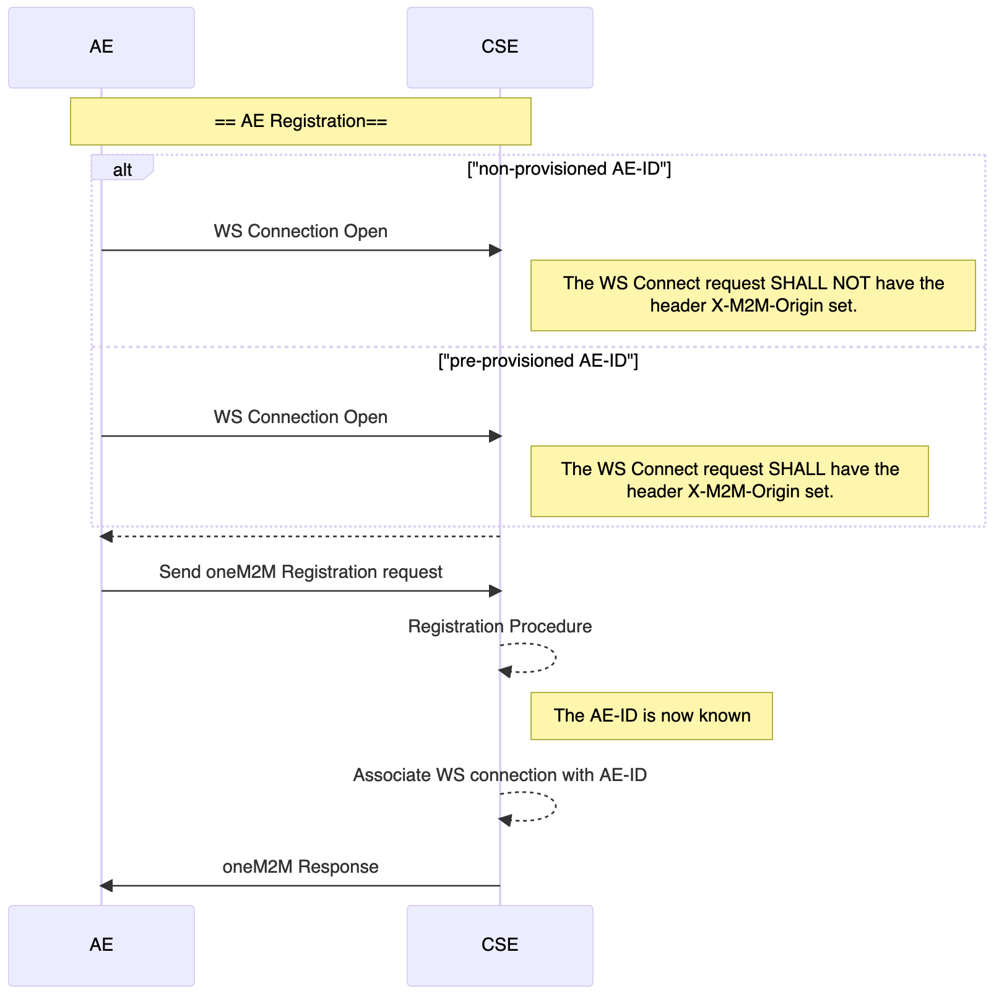 AE
CSE
== AE Registration==
alt
["non-provisioned AE-ID"]
WS Connection Open
The WS Connect request SHALL NOT have the
header X-M2M-Origin set.
["pre-provisioned AE-ID"]
WS Connection Open
The WS Connect request SHALL have the
header X-M2M-Origin set.
Send oneM2M Registration request
Registration Procedure
The AE-ID is now known
Associate WS connection with AE-ID
oneM2M Response
AE
CSE